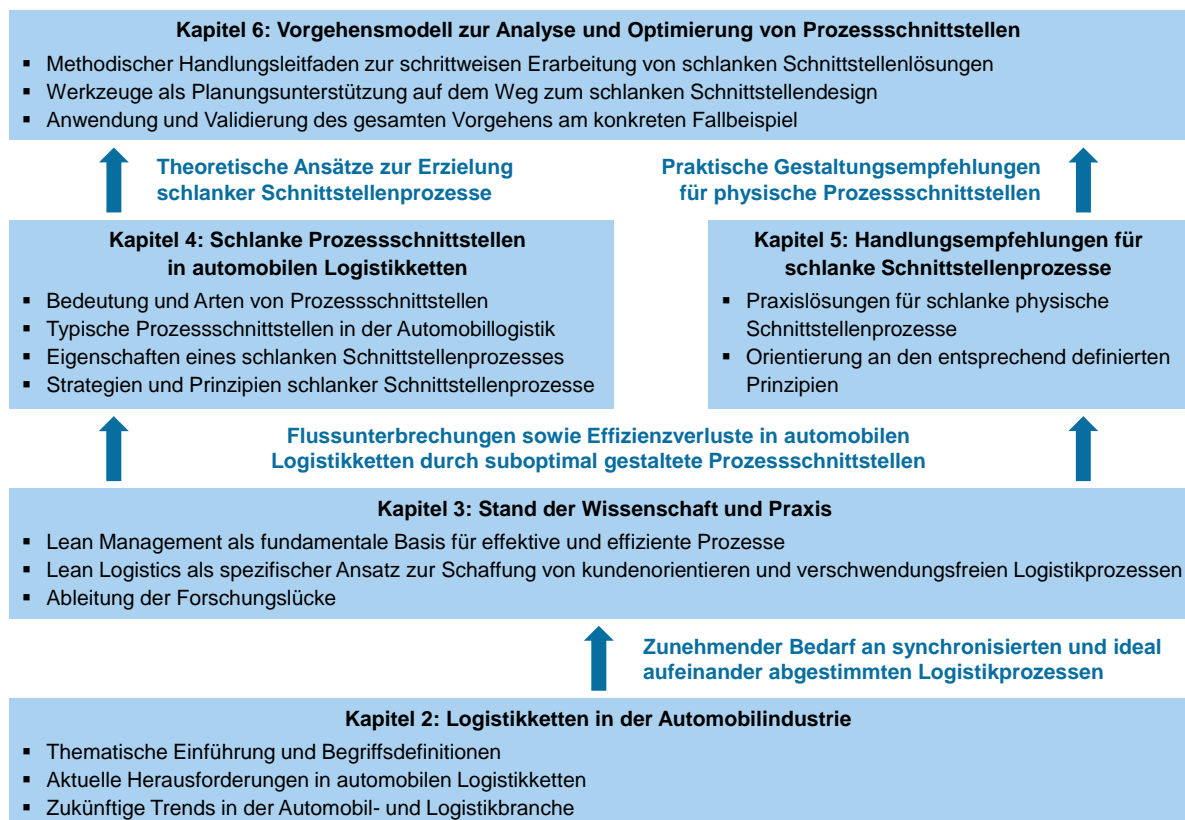 Kapitel 6: Vorgehensmodell zur Analyse und Optimierung von Prozessschnittstellen
▪ Methodischer Handlungsleitfaden zur schrittweisen Erarbeitung von schlanken Schnittstellenlösungen
▪ Werkzeuge als Planungsunterstützung auf dem Weg zum schlanken Schnittstellendesign
▪ Anwendung und Validierung des gesamten Vorgehens am konkreten Fallbeispiel
Theoretische Ansätze zur Erzielung
schlanker Schnittstellenprozesse
Praktische Gestaltungsempfehlungen
für physische Prozessschnittstellen
Kapitel 4: Schlanke Prozessschnittstellen
in automobilen Logistikketten
▪ Bedeutung und Arten von Prozessschnittstellen
▪ Typische Prozessschnittstellen in der Automobillogistik
▪ Eigenschaften eines schlanken Schnittstellenprozesses
▪ Strategien und Prinzipien schlanker Schnittstellenprozesse
Kapitel 5: Handlungsempfehlungen für
schlanke Schnittstellenprozesse
▪ Praxislösungen für schlanke physische
Schnittstellenprozesse
▪ Orientierung an den entsprechend definierten
Prinzipien
Flussunterbrechungen sowie Effizienzverluste in automobilen
Logistikketten durch suboptimal gestaltete Prozessschnittstellen
Kapitel 3: Stand der Wissenschaft und Praxis
▪ Lean Management als fundamentale Basis für effektive und effiziente Prozesse
▪ Lean Logistics als spezifischer Ansatz zur Schaffung von kundenorientieren und verschwendungsfreien Logistikprozessen
▪ Ableitung der Forschungslücke
Zunehmender Bedarf an synchronisierten und ideal
aufeinander abgestimmten Logistikprozessen
Kapitel 2: Logistikketten in der Automobilindustrie
▪ Thematische Einführung und Begriffsdefinitionen
▪ Aktuelle Herausforderungen in automobilen Logistikketten
▪ Zukünftige Trends in der Automobil- und Logistikbranche